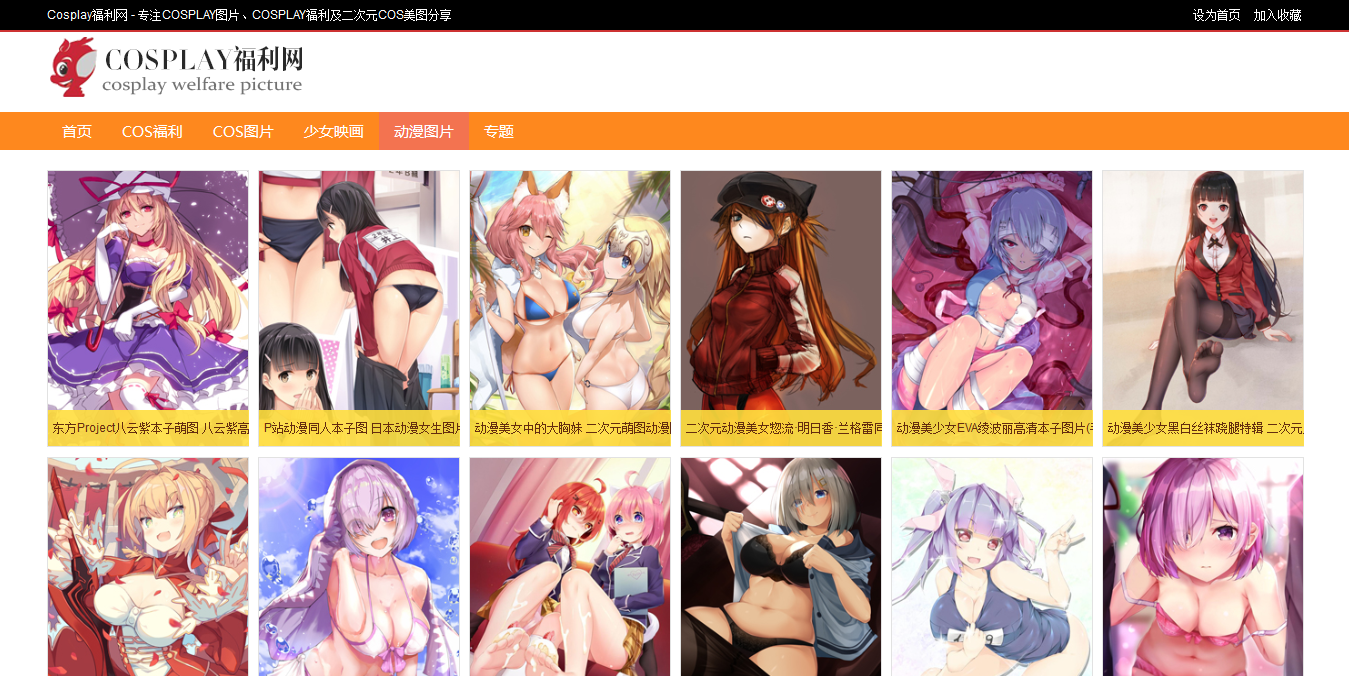 Cosplay福利网 - 专注COSPLAY图片、COSPLAY福利及二次元COS美图分享
设为首页 加入收藏
COSPLAY福利网
cosplay welfare picture
首页 COS福利 COS图片 少女映画 动漫图片 专题
东方Project八云紫本子萌图 八云紫高
P站动漫同人本子图 日本动漫女生图片
动漫美女中的大胸妹 二次元萌图动漫
二次元动漫美女惣流·明日香·兰格雷同
动漫美少女EVA绫波丽高清本子图片(
动漫美少女黑白丝袜跷腿特辑 二次元